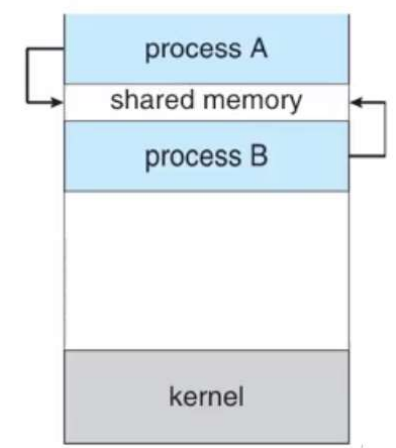 process A
shared memory
process B
kernel